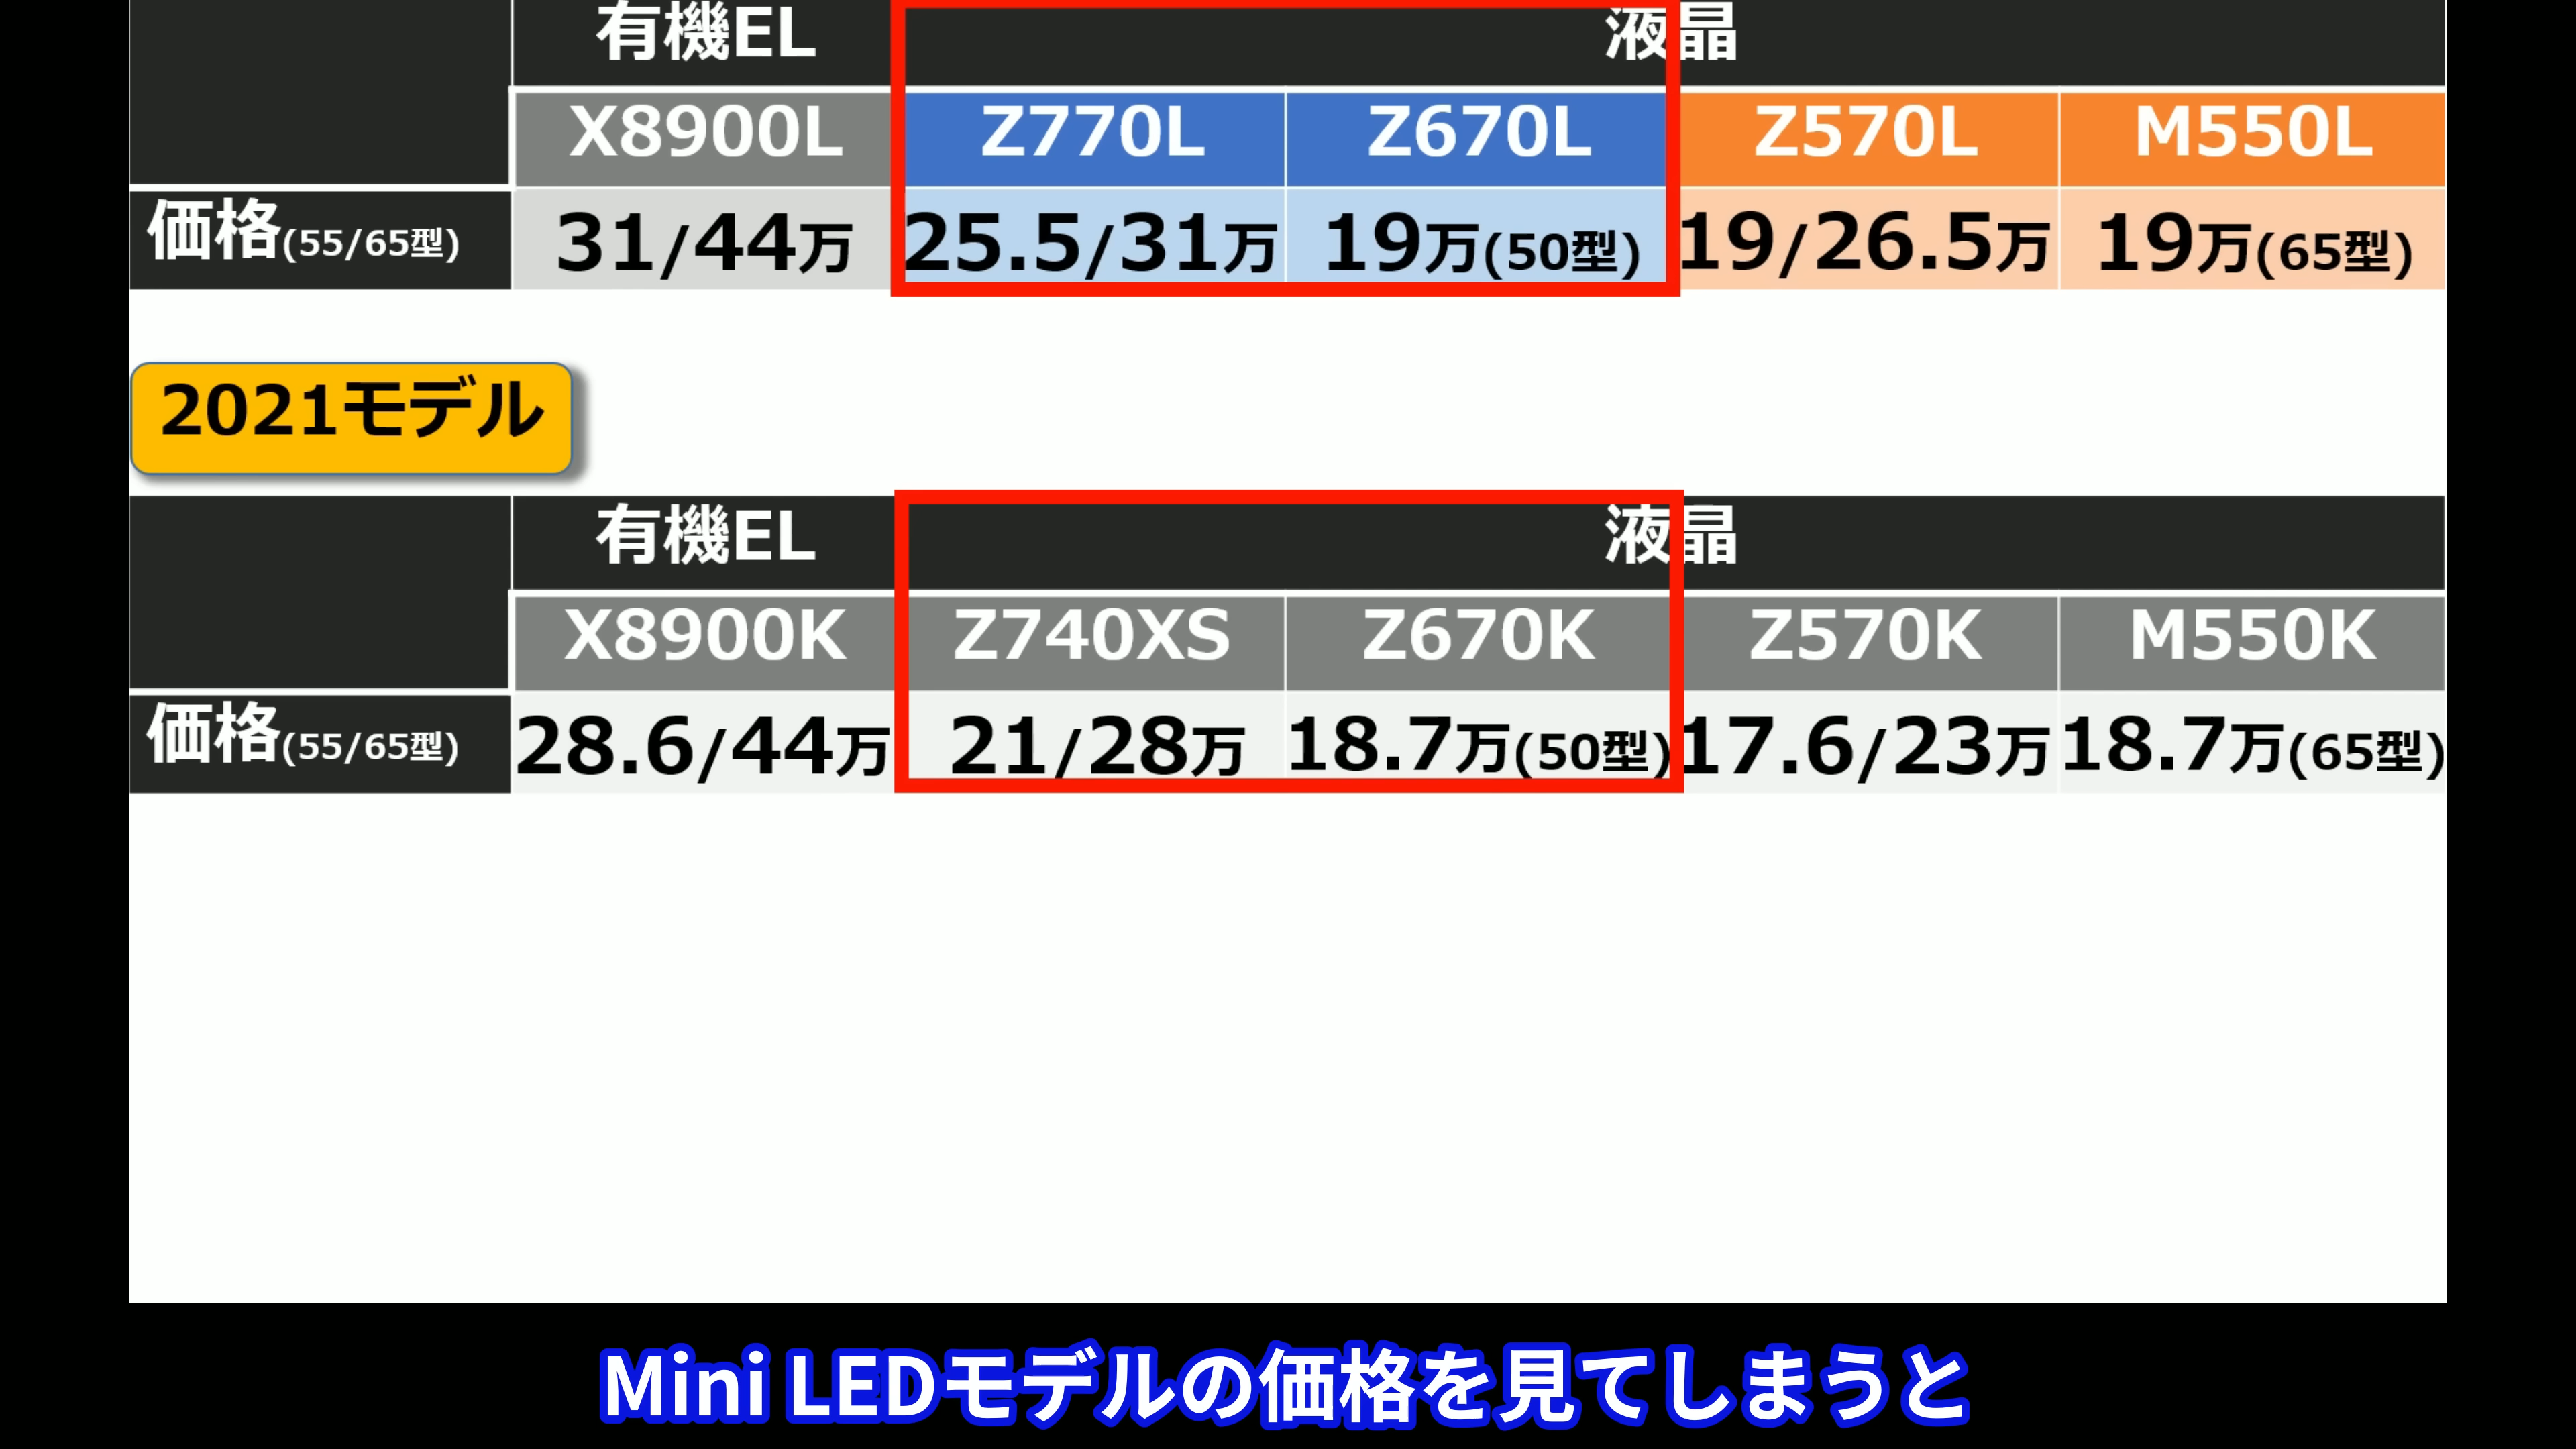 有機EL 液晶
X8900L Z770L Z670L Z570L M550L
価格(55/65型) 31/44万 25.5/31万 19万(50型) 19/26.5万 19万(65型)
2021モデル
有機EL 液晶
X8900K Z740XS Z670K Z570K M550K
価格(55/65型) 28.6/44万 21/28万 18.7万(50型) 17.6/23万 18.7万(65型)
Mini LEDモデルの価格を見てしまうと